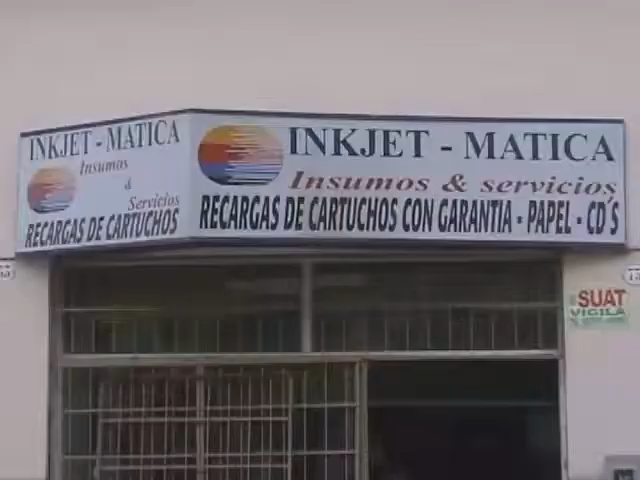 INKJET - MATICA
Insumos
&
Servicios
RECARGAS DE CARTUCHOS
INKJET - MATICA
Insumos & servicios
RECARGAS DE CARTUCHOS CON GARANTIA - PAPEL - CD'S
SUAT
VIGILA